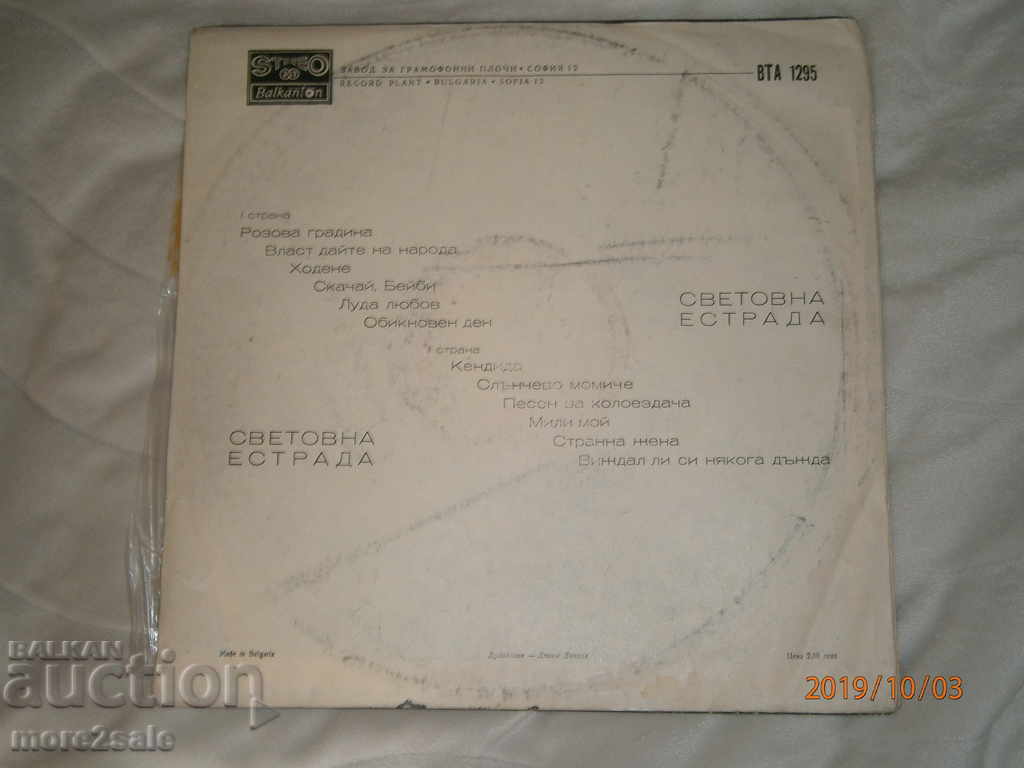 STEREO
Balkanton
ЗАВОД ЗА ГРАМОФОННИ ПЛОЧИ • СОФИЯ 12
RECORD PLANT • BULGARIA • SOFIA 12
ВТА 1295
I страна
Розова градина
Власт дайте на народа
Ходене
Скачай, Бейби
Луда любов
Обикновен ден
СВЕТОВНА
ЕСТРАДА
страна
Кендида
Слънчево момиче
Песен за колоездача
Мили мой
Странна жена
Виждал ли си някога дъжда
СВЕТОВНА
ЕСТРАДА
Made in Bulgaria
Цена лева
BALKAN
auction
more2sale
2019/10/03